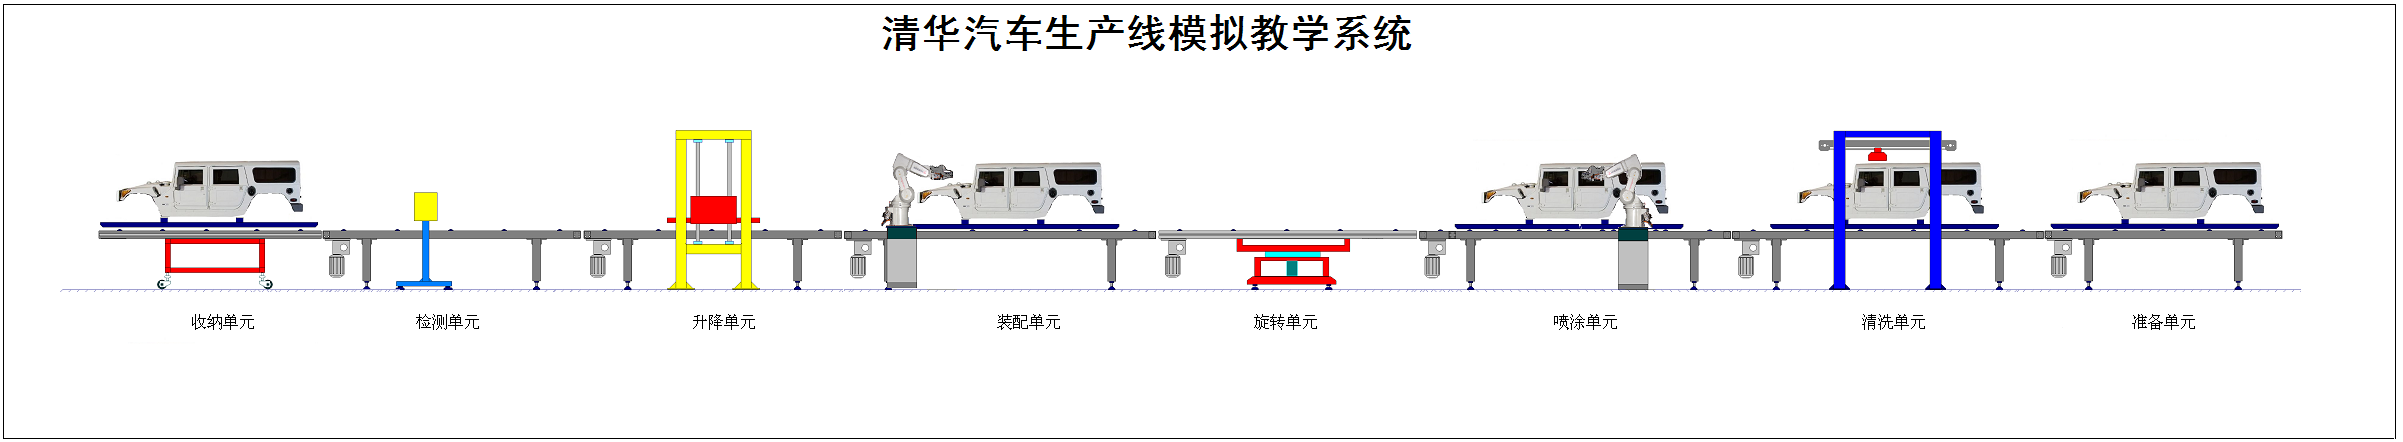 清华汽车生产线模拟教学系统
收纳单元 检测单元 升降单元 装配单元 旋转单元 喷涂单元 清洗单元 准备单元